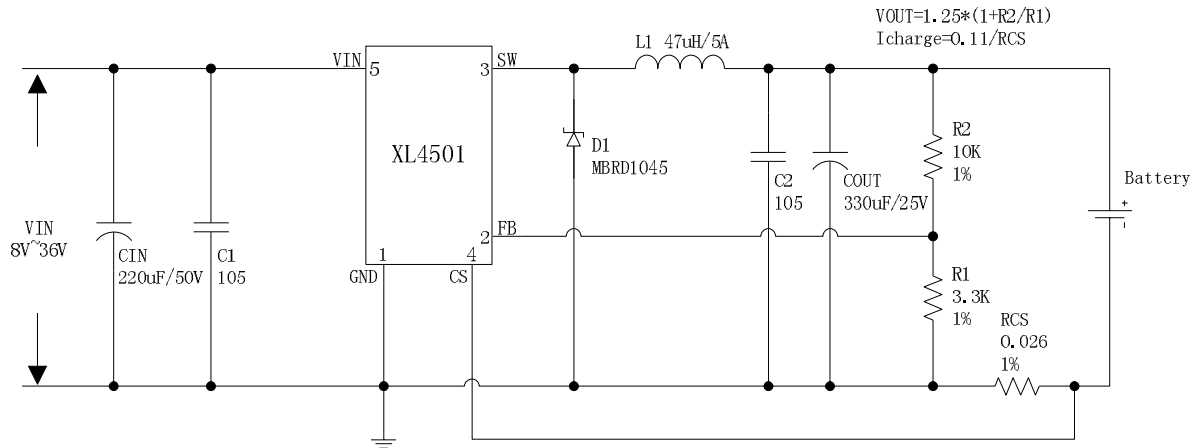 VOUT=1.25*(1+R2/R1)
Icharge=0.11/RCS
L1 47uH/5A
VIN
5
3
SW
XL4501
D1
MBRD1045
R2
10K
1%
C2
105
COUT
330uF/25V
Battery
+
-
VIN
8V~36V
CIN
220uF/50V
C1
105
2
FB
1
4
GND
CS
R1
3.3K
1%
RCS
0.026
1%